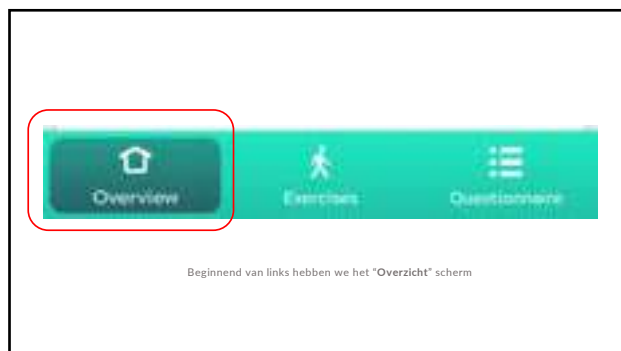 Overview
Exercises
Questionnaire
Beginnend van links hebben we het “Overzicht” scherm